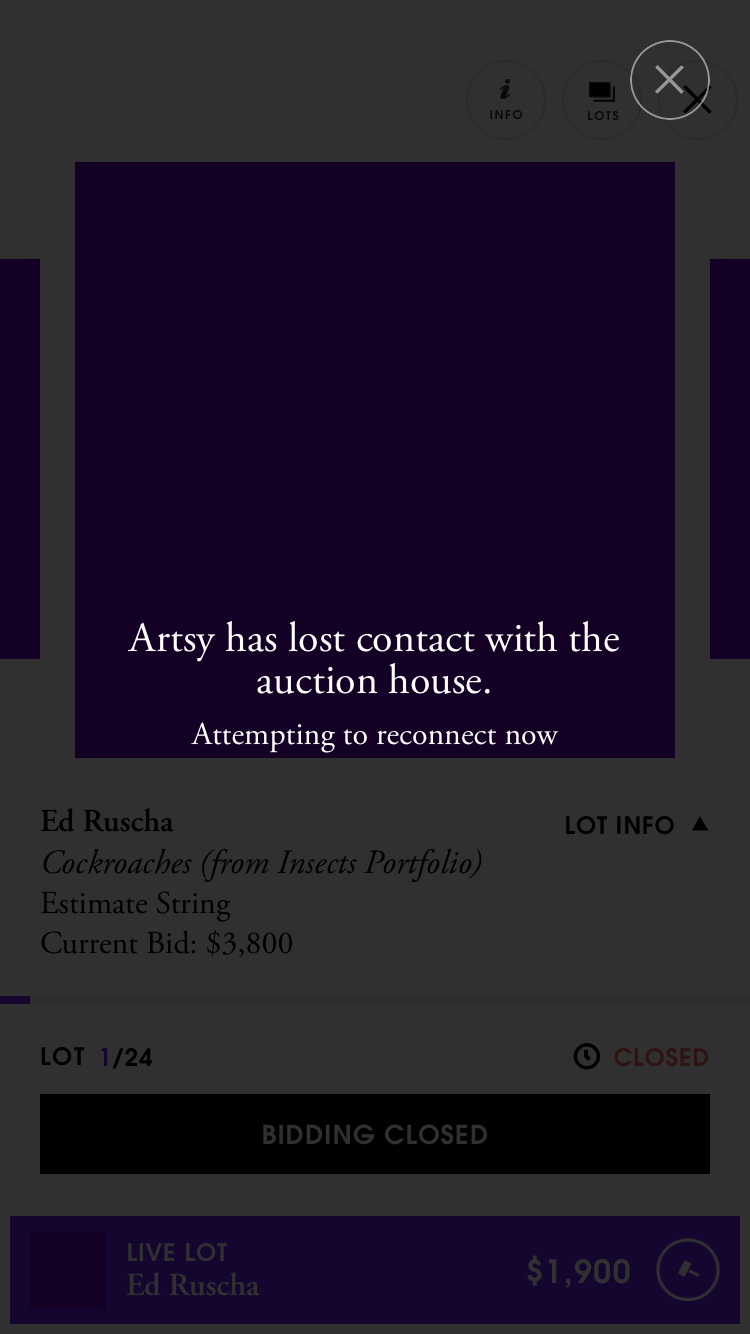 INFO
LOTS
Artsy has lost contact with the
auction house.
Attempting to reconnect now
Ed Ruscha
LOT INFO
Cockroaches (from Insects Portfolio)
Estimate String
Current Bid: $3,800
LOT 1/24
CLOSED
BIDDING CLOSED
LIVE LOT
Ed Ruscha
$1,900